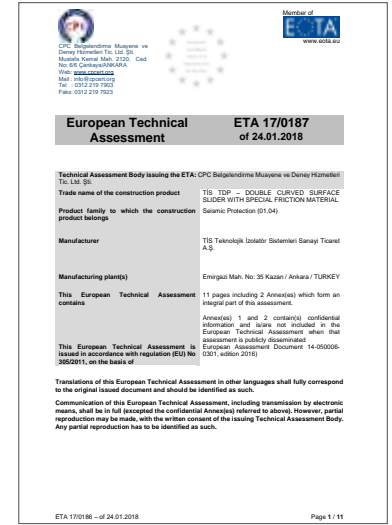 Member of
CPI
EOTA
www.eota.eu
CPC Belgelendirme Muayene ve
Deney Hizmetleri Tic. Ltd. Şti.
Mustafa Kemal Mah. 2120. Cad.
No: 6/6 Çankaya/ANKARA
Web: www.cpcert.org
Mail : info@cpcert.org
Tel : 0312 219 7903
Faks: 0312 219 7923
European Technical
Assessment
ETA 17/0187
of 24.01.2018
Technical Assessment Body issuing the ETA: CPC Belgelendirme Muayene ve Deney Hizmetleri
Tic. Ltd. Şti.
Trade name of the construction product
TİS TDP – DOUBLE CURVED SURFACE
SLIDER WITH SPECIAL FRICTION MATERIAL
Product family to which the construction
product belongs
Seismic Protection (01.04)
Manufacturer
TİS Teknolojik İzolatör Sistemleri Sanayi Ticaret
A.Ş.
Manufacturing plant(s)
Emirgazi Mah. No: 35 Kazan / Ankara / TURKEY
This European Technical Assessment
contains
11 pages including 2 Annex(es) which form an
integral part of this assessment.
Annex(es) 1 and 2 contain(s) confidential
information and is/are not included in the
European Technical Assessment when that
assessment is publicly disseminated
This European Technical Assessment is
issued in accordance with regulation (EU) No
305/2011, on the basis of
European Assessment Document 14-050006-
0301, edition 2016)
Translations of this European Technical Assessment in other languages shall fully correspond
to the original issued document and should be identified as such.
Communication of this European Technical Assessment, including transmission by electronic
means, shall be in full (excepted the confidential Annex(es) referred to above). However, partial
reproduction may be made, with the written consent of the issuing Technical Assessment Body.
Any partial reproduction has to be identified as such.
ETA 17/0186 – of 24.01.2018
Page 1 / 11